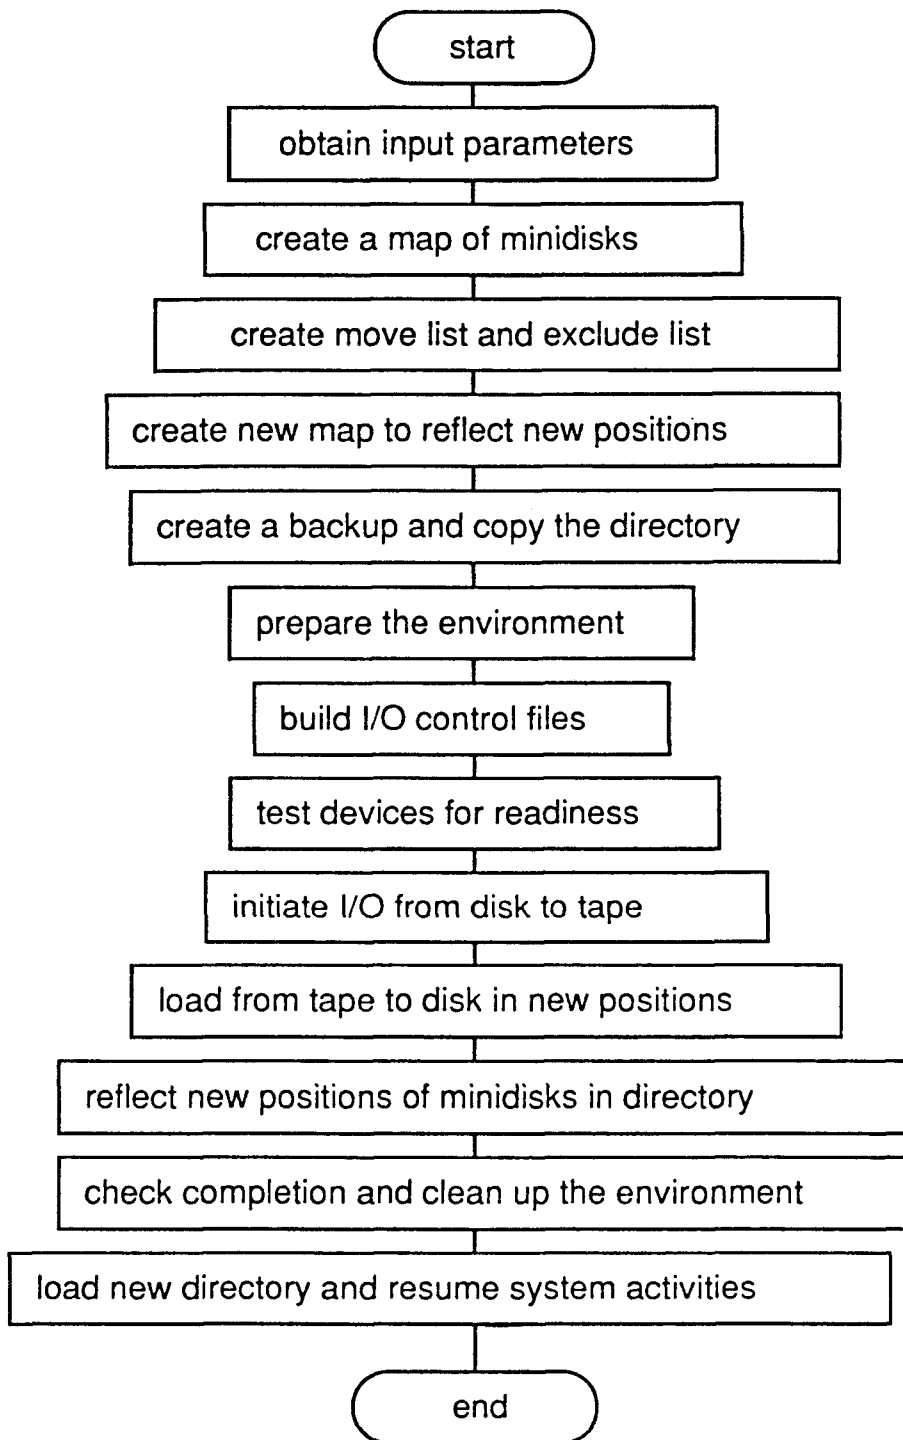 start
obtain input parameters
create a map of minidisks
create move list and exclude list
create new map to reflect new positions
create a backup and copy the directory
prepare the environment
build I/O control files
test devices for readiness
initiate I/O from disk to tape
load from tape to disk in new positions
reflect new positions of minidisks in directory
check completion and clean up the environment
load new directory and resume system activities
end